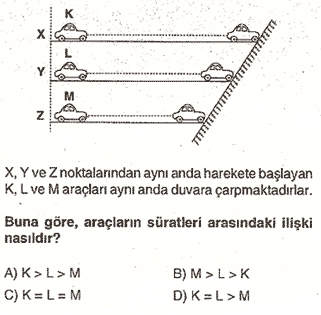 K
X
L
Y
M
Z
X, Y ve Z noktalarından aynı anda harekete başlayan
K, L ve M araçları aynı anda duvara çarpmaktadırlar.
Buna göre, araçların süratleri arasındaki ilişki
nasıldır?
A) K > L > M
B) M > L > K
C) K = L = M
D) K = L > M